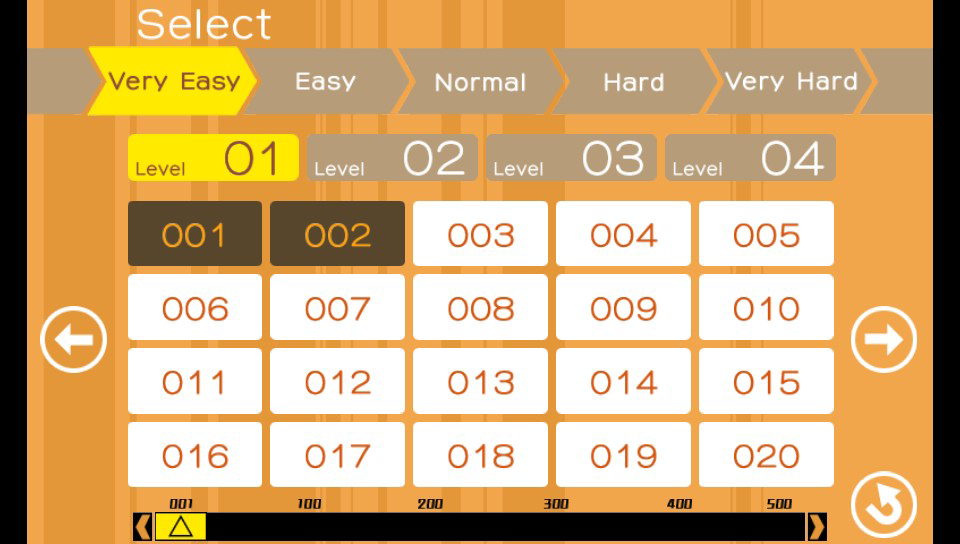 Select
Very Easy Easy Normal Hard Very Hard
Level 01 Level 02 Level 03 Level 04
001 002 003 004 005
006 007 008 009 010
011 012 013 014 015
016 017 018 019 020
001 100 200 300 400 500